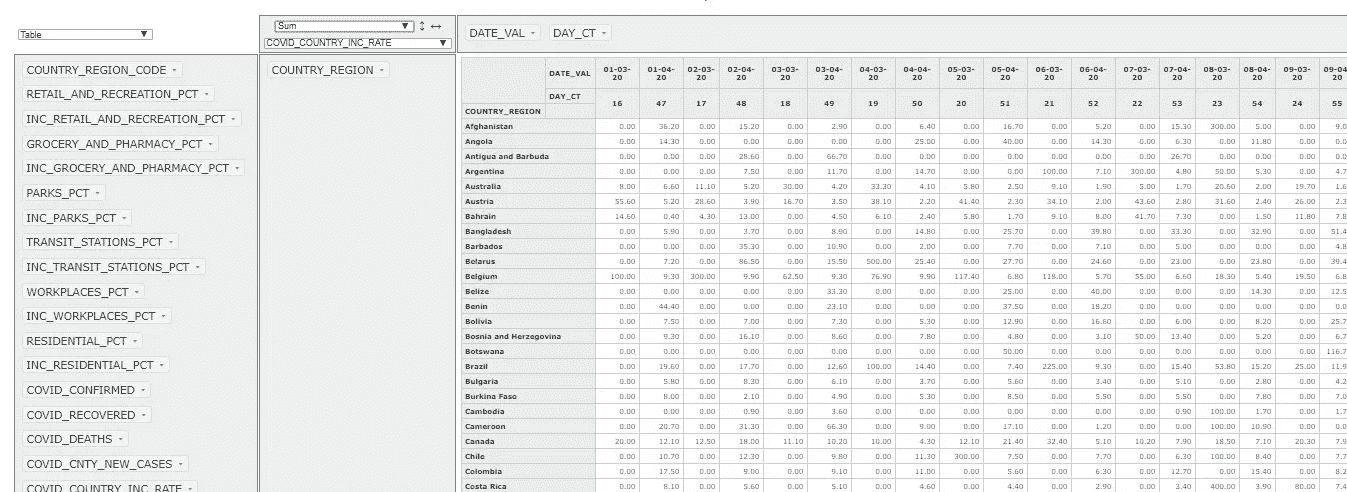 Table
Sum
COVID_COUNTRY_INC_RATE
DATE_VAL DAY_CT
COUNTRY_REGION_CODE
RETAIL_AND_RECREATION_PCT
INC_RETAIL_AND_RECREATION_PCT
GROCERY_AND_PHARMACY_PCT
INC_GROCERY_AND_PHARMACY_PCT
PARKS_PCT
INC_PARKS_PCT
TRANSIT_STATIONS_PCT
INC_TRANSIT_STATIONS_PCT
WORKPLACES_PCT
INC_WORKPLACES_PCT
RESIDENTIAL_PCT
INC_RESIDENTIAL_PCT
COVID_CONFIRMED
COVID_RECOVERED
COVID_DEATHS
COVID_CNTY_NEW_CASES
COVID_COUNTRY_INC_RATE
COUNTRY_REGION
DATE_VAL 01-03-20 01-04-20 02-03-20 02-04-20 03-03-20 03-04-20 04-03-20 04-04-20 05-03-20 05-04-20 06-03-20 06-04-20 07-03-20 07-04-20 08-03-20 08-04-20 09-03-20 09-04
DAY_CT 16 47 17 48 18 49 19 50 20 51 21 52 22 53 23 54 24 55
COUNTRY_REGION
Afghanistan 0.00 36.20 0.00 15.20 0.00 2.90 0.00 6.40 0.00 16.70 0.00 5.20 0.00 15.30 300.00 5.00 0.00 9.0
Angola 0.00 14.30 0.00 0.00 0.00 0.00 0.00 25.00 0.00 40.00 0.00 14.30 0.00 6.30 0.00 11.80 0.00 0.0
Antigua and Barbuda 0.00 0.00 0.00 28.60 0.00 66.70 0.00 0.00 0.00 0.00 0.00 0.00 0.00 26.70 0.00 0.00 0.00 0.0
Argentina 0.00 0.00 0.00 7.50 0.00 11.70 0.00 14.70 0.00 0.00 100.00 7.10 300.00 4.80 50.00 5.30 0.00 4.7
Australia 8.00 6.60 11.10 5.20 30.00 4.20 33.30 4.10 5.80 2.50 9.10 1.90 5.00 1.70 20.60 2.00 19.70 1.6
Austria 55.60 5.20 28.60 3.90 16.70 3.50 38.10 2.20 41.40 2.30 34.10 2.00 43.60 2.80 31.60 2.40 26.00 2.3
Bahrain 14.60 0.40 4.30 13.00 0.00 4.50 6.10 2.40 5.80 1.70 9.10 8.00 41.70 7.30 0.00 1.50 11.80 7.8
Bangladesh 0.00 5.90 0.00 3.70 0.00 8.90 0.00 14.80 0.00 25.70 0.00 39.80 0.00 33.30 0.00 32.90 0.00 51.4
Barbados 0.00 0.00 0.00 35.30 0.00 10.90 0.00 2.00 0.00 7.70 0.00 7.10 0.00 5.00 0.00 0.00 0.00 4.8
Belarus 0.00 7.20 0.00 86.50 0.00 15.50 500.00 25.40 0.00 27.70 0.00 24.60 0.00 23.00 0.00 23.80 0.00 39.4
Belgium 100.00 9.30 300.00 9.90 62.50 9.30 76.90 9.90 117.40 6.80 118.00 5.70 55.00 6.60 18.30 5.40 19.50 6.8
Belize 0.00 0.00 0.00 0.00 0.00 33.30 0.00 0.00 0.00 25.00 0.00 40.00 0.00 0.00 0.00 14.30 0.00 12.5
Benin 0.00 44.40 0.00 0.00 0.00 23.10 0.00 0.00 0.00 37.50 0.00 18.20 0.00 0.00 0.00 0.00 0.00 0.0
Bolivia 0.00 7.50 0.00 7.00 0.00 7.30 0.00 5.30 0.00 12.90 0.00 16.60 0.00 6.00 0.00 8.20 0.00 25.7
Bosnia and Herzegovina 0.00 9.30 0.00 16.10 0.00 8.60 0.00 7.80 0.00 4.80 0.00 3.10 50.00 13.40 0.00 5.20 0.00 6.7
Botswana 0.00 0.00 0.00 0.00 0.00 0.00 0.00 0.00 0.00 50.00 0.00 0.00 0.00 0.00 0.00 0.00 0.00 116.7
Brazil 0.00 19.60 0.00 17.70 0.00 12.60 100.00 14.40 0.00 7.40 225.00 9.30 0.00 15.40 53.80 15.20 25.00 11.9
Bulgaria 0.00 5.80 0.00 8.30 0.00 6.10 0.00 3.70 0.00 5.60 0.00 3.40 0.00 5.10 0.00 2.80 0.00 4.2
Burkina Faso 0.00 8.00 0.00 2.10 0.00 4.90 0.00 5.30 0.00 8.50 0.00 5.50 0.00 5.50 0.00 7.80 0.00 7.0
Cambodia 0.00 0.00 0.00 0.90 0.00 3.60 0.00 0.00 0.00 0.00 0.00 0.00 0.00 0.90 100.00 1.70 0.00 1.7
Cameroon 0.00 20.70 0.00 31.30 0.00 66.30 0.00 9.00 0.00 17.10 0.00 1.20 0.00 0.00 100.00 10.90 0.00 0.0
Canada 20.00 12.10 12.50 18.00 11.10 10.20 10.00 4.30 12.10 21.40 32.40 5.10 10.20 7.90 18.50 7.10 20.30 7.9
Chile 0.00 10.70 0.00 12.30 0.00 9.80 0.00 11.30 300.00 7.50 0.00 7.70 0.00 6.30 100.00 8.40 0.00 7.7
Colombia 0.00 17.50 0.00 9.00 0.00 9.10 0.00 11.00 0.00 5.60 0.00 6.30 0.00 12.70 0.00 15.40 0.00 8.2
Costa Rica 0.00 8.10 0.00 5.60 0.00 5.10 0.00 4.60 0.00 4.40 0.00 2.90 0.00 3.40 400.00 3.90 80.00 7.4